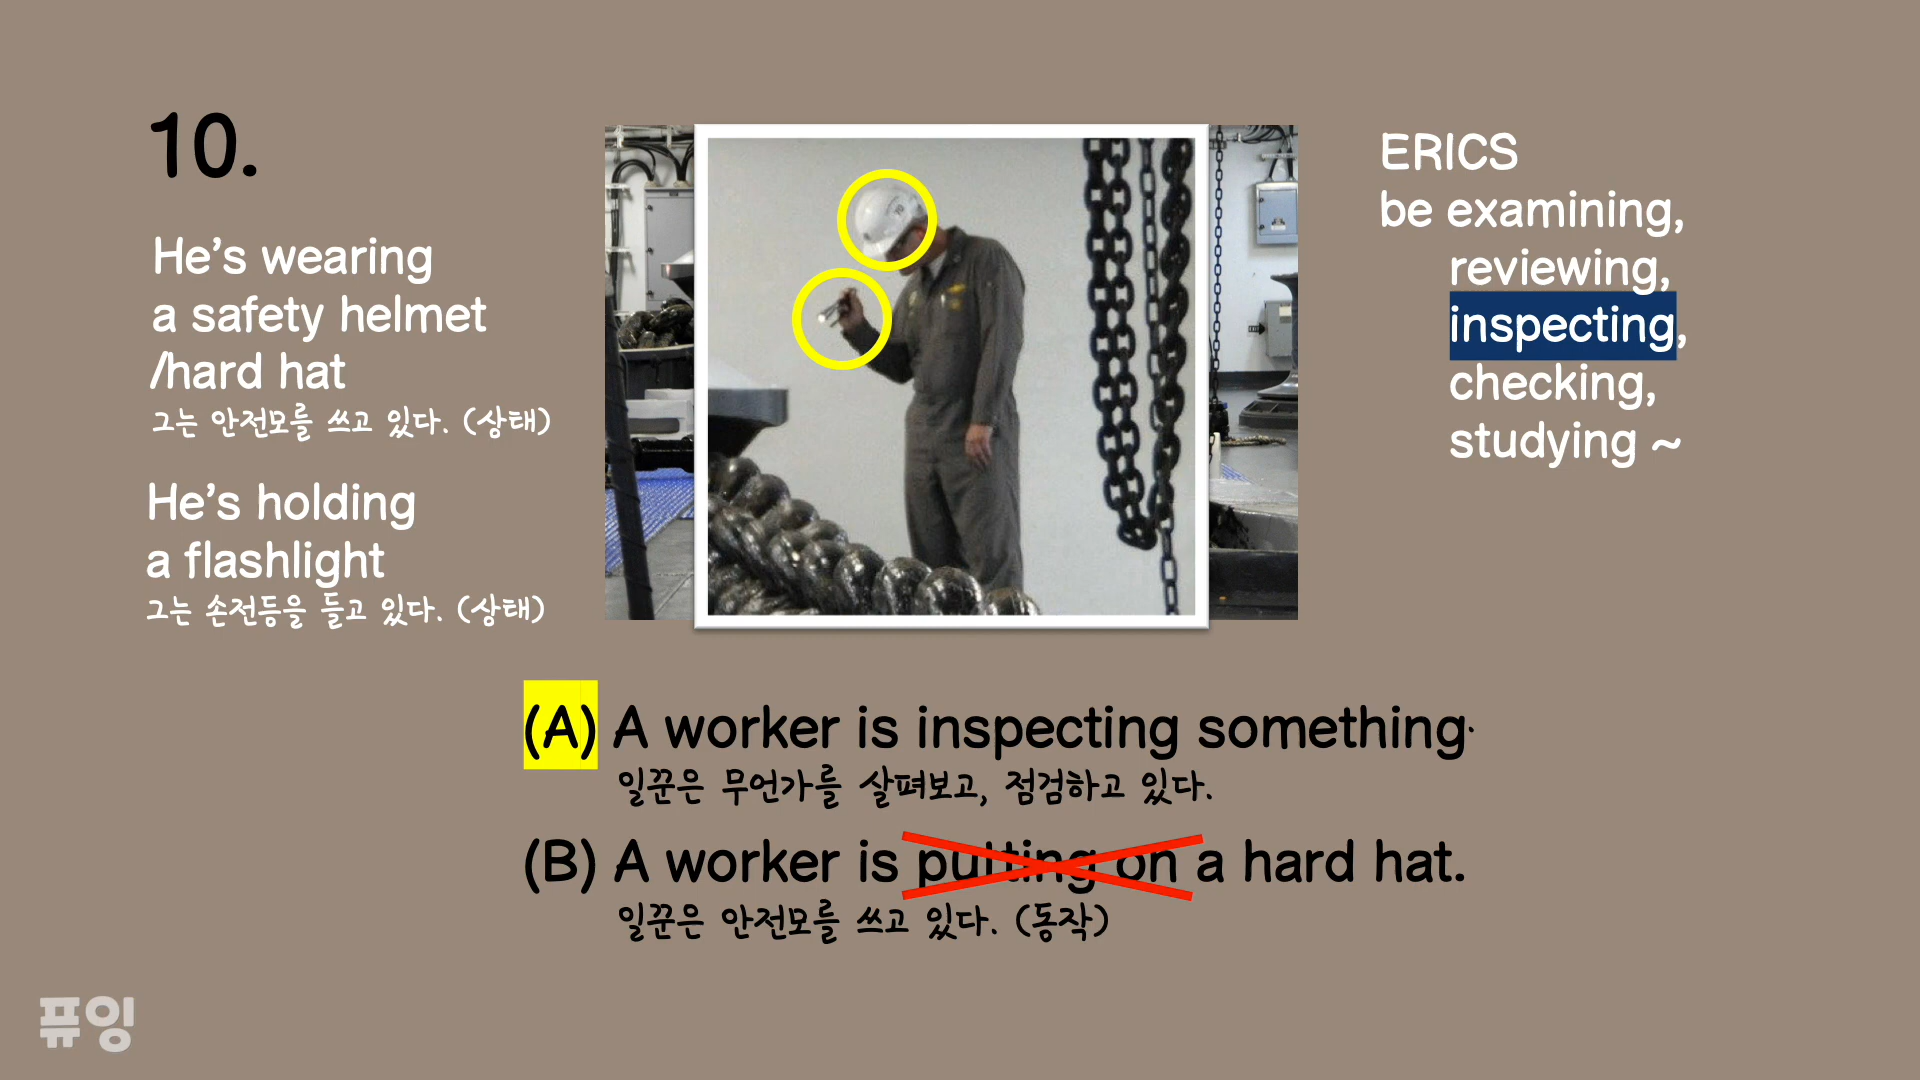 10.
He's wearing
a safety helmet
/hard hat
그는 안전모를 쓰고 있다. (상태)
He's holding
a flashlight
그는 손전등을 들고 있다. (상태)
ERICS
be examining,
reviewing,
inspecting,
checking,
studying ~
(A) A worker is inspecting something.
일꾼은 무언가를 살펴보고, 점검하고 있다.
(B) A worker is putting on a hard hat.
일꾼은 안전모를 쓰고 있다. (동작)
퓨잉